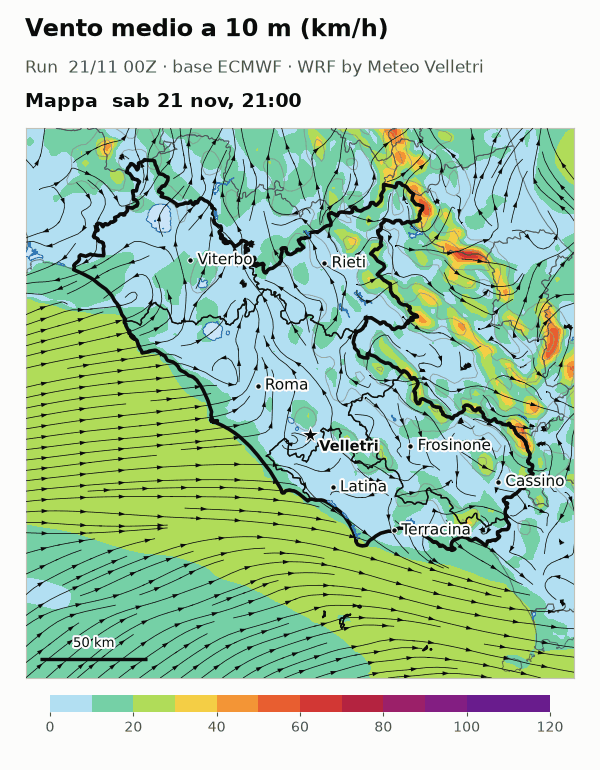 Vento medio a 10 m (km/h)
Run  21/11 00Z · base ECMWF · WRF by Meteo Velletri
Mappa  sab 21 nov, 21:00
Viterbo
Rieti
Roma
Velletri
Frosinone
Latina
Cassino
Terracina
50 km
0 20 40 60 80 100 120